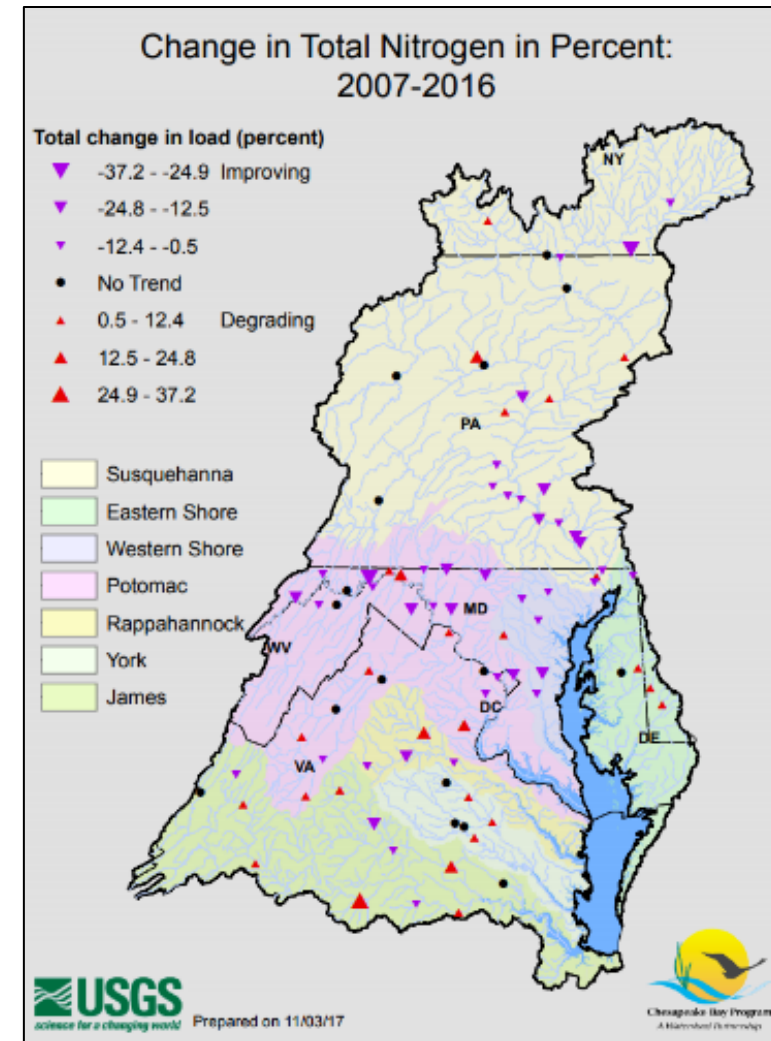 Change in Total Nitrogen in Percent:
2007-2016
Total change in load (percent)
-37.2 - -24.9 Improving
-24.8 - -12.5
-12.4 - -0.5
No Trend
0.5 - 12.4 Degrading
12.5 - 24.8
24.9 - 37.2
Susquehanna
Eastern Shore
Western Shore
Potomac
Rappahannock
York
James
NY
PA
MD
WV
DC
DE
VA
USGS
science for a changing world
Prepared on 11/03/17
Chesapeake Bay Program
A Watershed Partnership